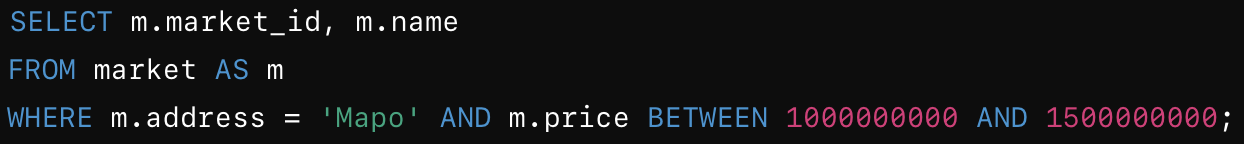 SELECT m.market_id, m.name
FROM market AS m
WHERE m.address = 'Mapo' AND m.price BETWEEN 1000000000 AND 1500000000;